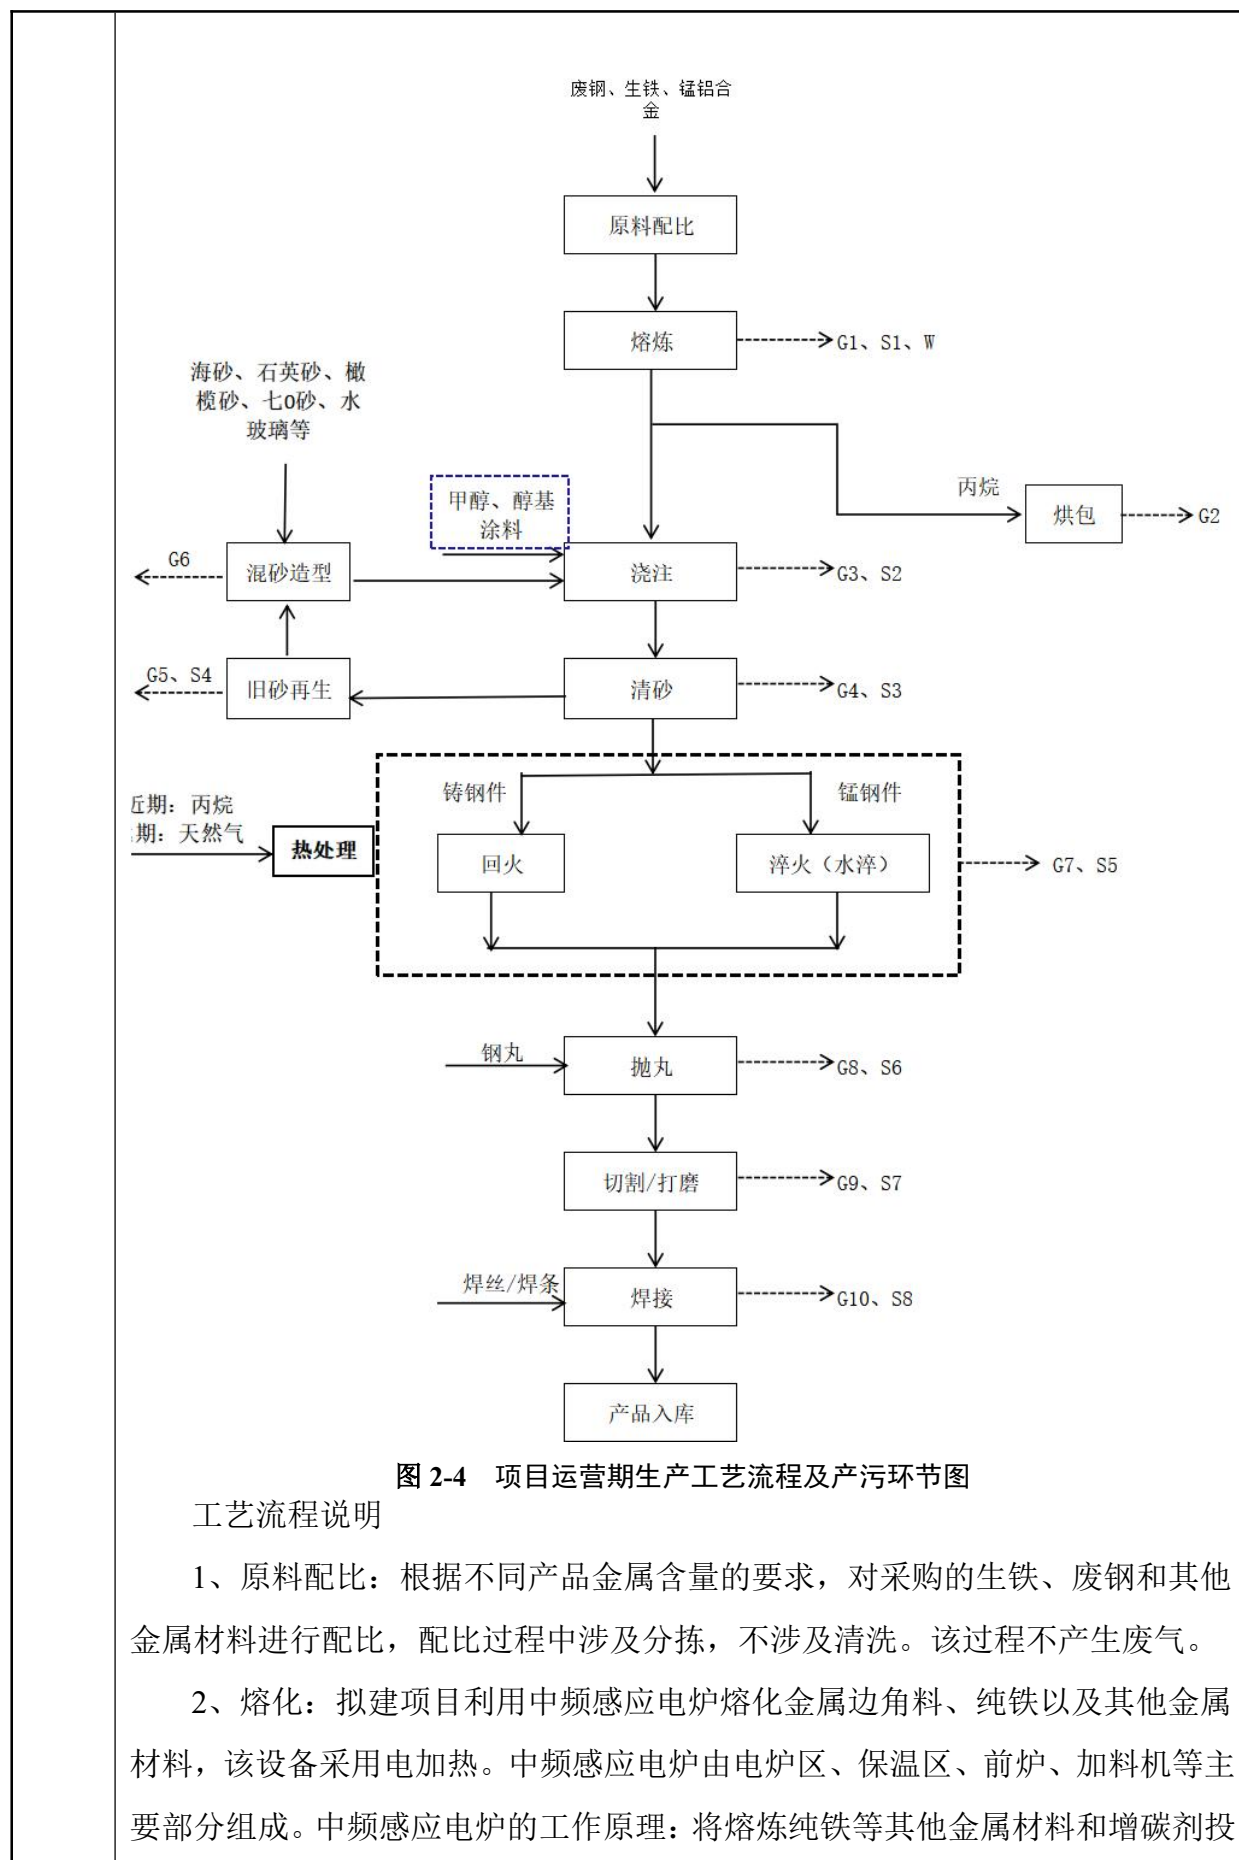 废钢、生铁、锰铝合
金
原料配比
熔炼
G1、S1、W
海砂、石英砂、橄
榄砂、七0砂、水
玻璃等
丙烷
烘包
G2
甲醇、醇基
涂料
G6
混砂造型
浇注
G3、S2
G5、S4
旧砂再生
清砂
G4、S3
铸钢件
锰钢件
近期：丙烷
期：天然气
热处理
回火
淬火（水淬）
G7、S5
钢丸
抛丸
G8、S6
切割/打磨
G9、S7
焊丝/焊条
焊接
G10、S8
产品入库
图 2-4 项目运营期生产工艺流程及产污环节图
工艺流程说明
1、原料配比：根据不同产品金属含量的要求，对采购的生铁、废钢和其他
金属材料进行配比，配比过程中涉及分拣，不涉及清洗。该过程不产生废气。
2、熔化：拟建项目利用中频感应电炉熔化金属边角料、纯铁以及其他金属
材料，该设备采用电加热。中频感应电炉由电炉区、保温区、前炉、加料机等主
要部分组成。中频感应电炉的工作原理：将熔炼纯铁等其他金属材料和增碳剂投